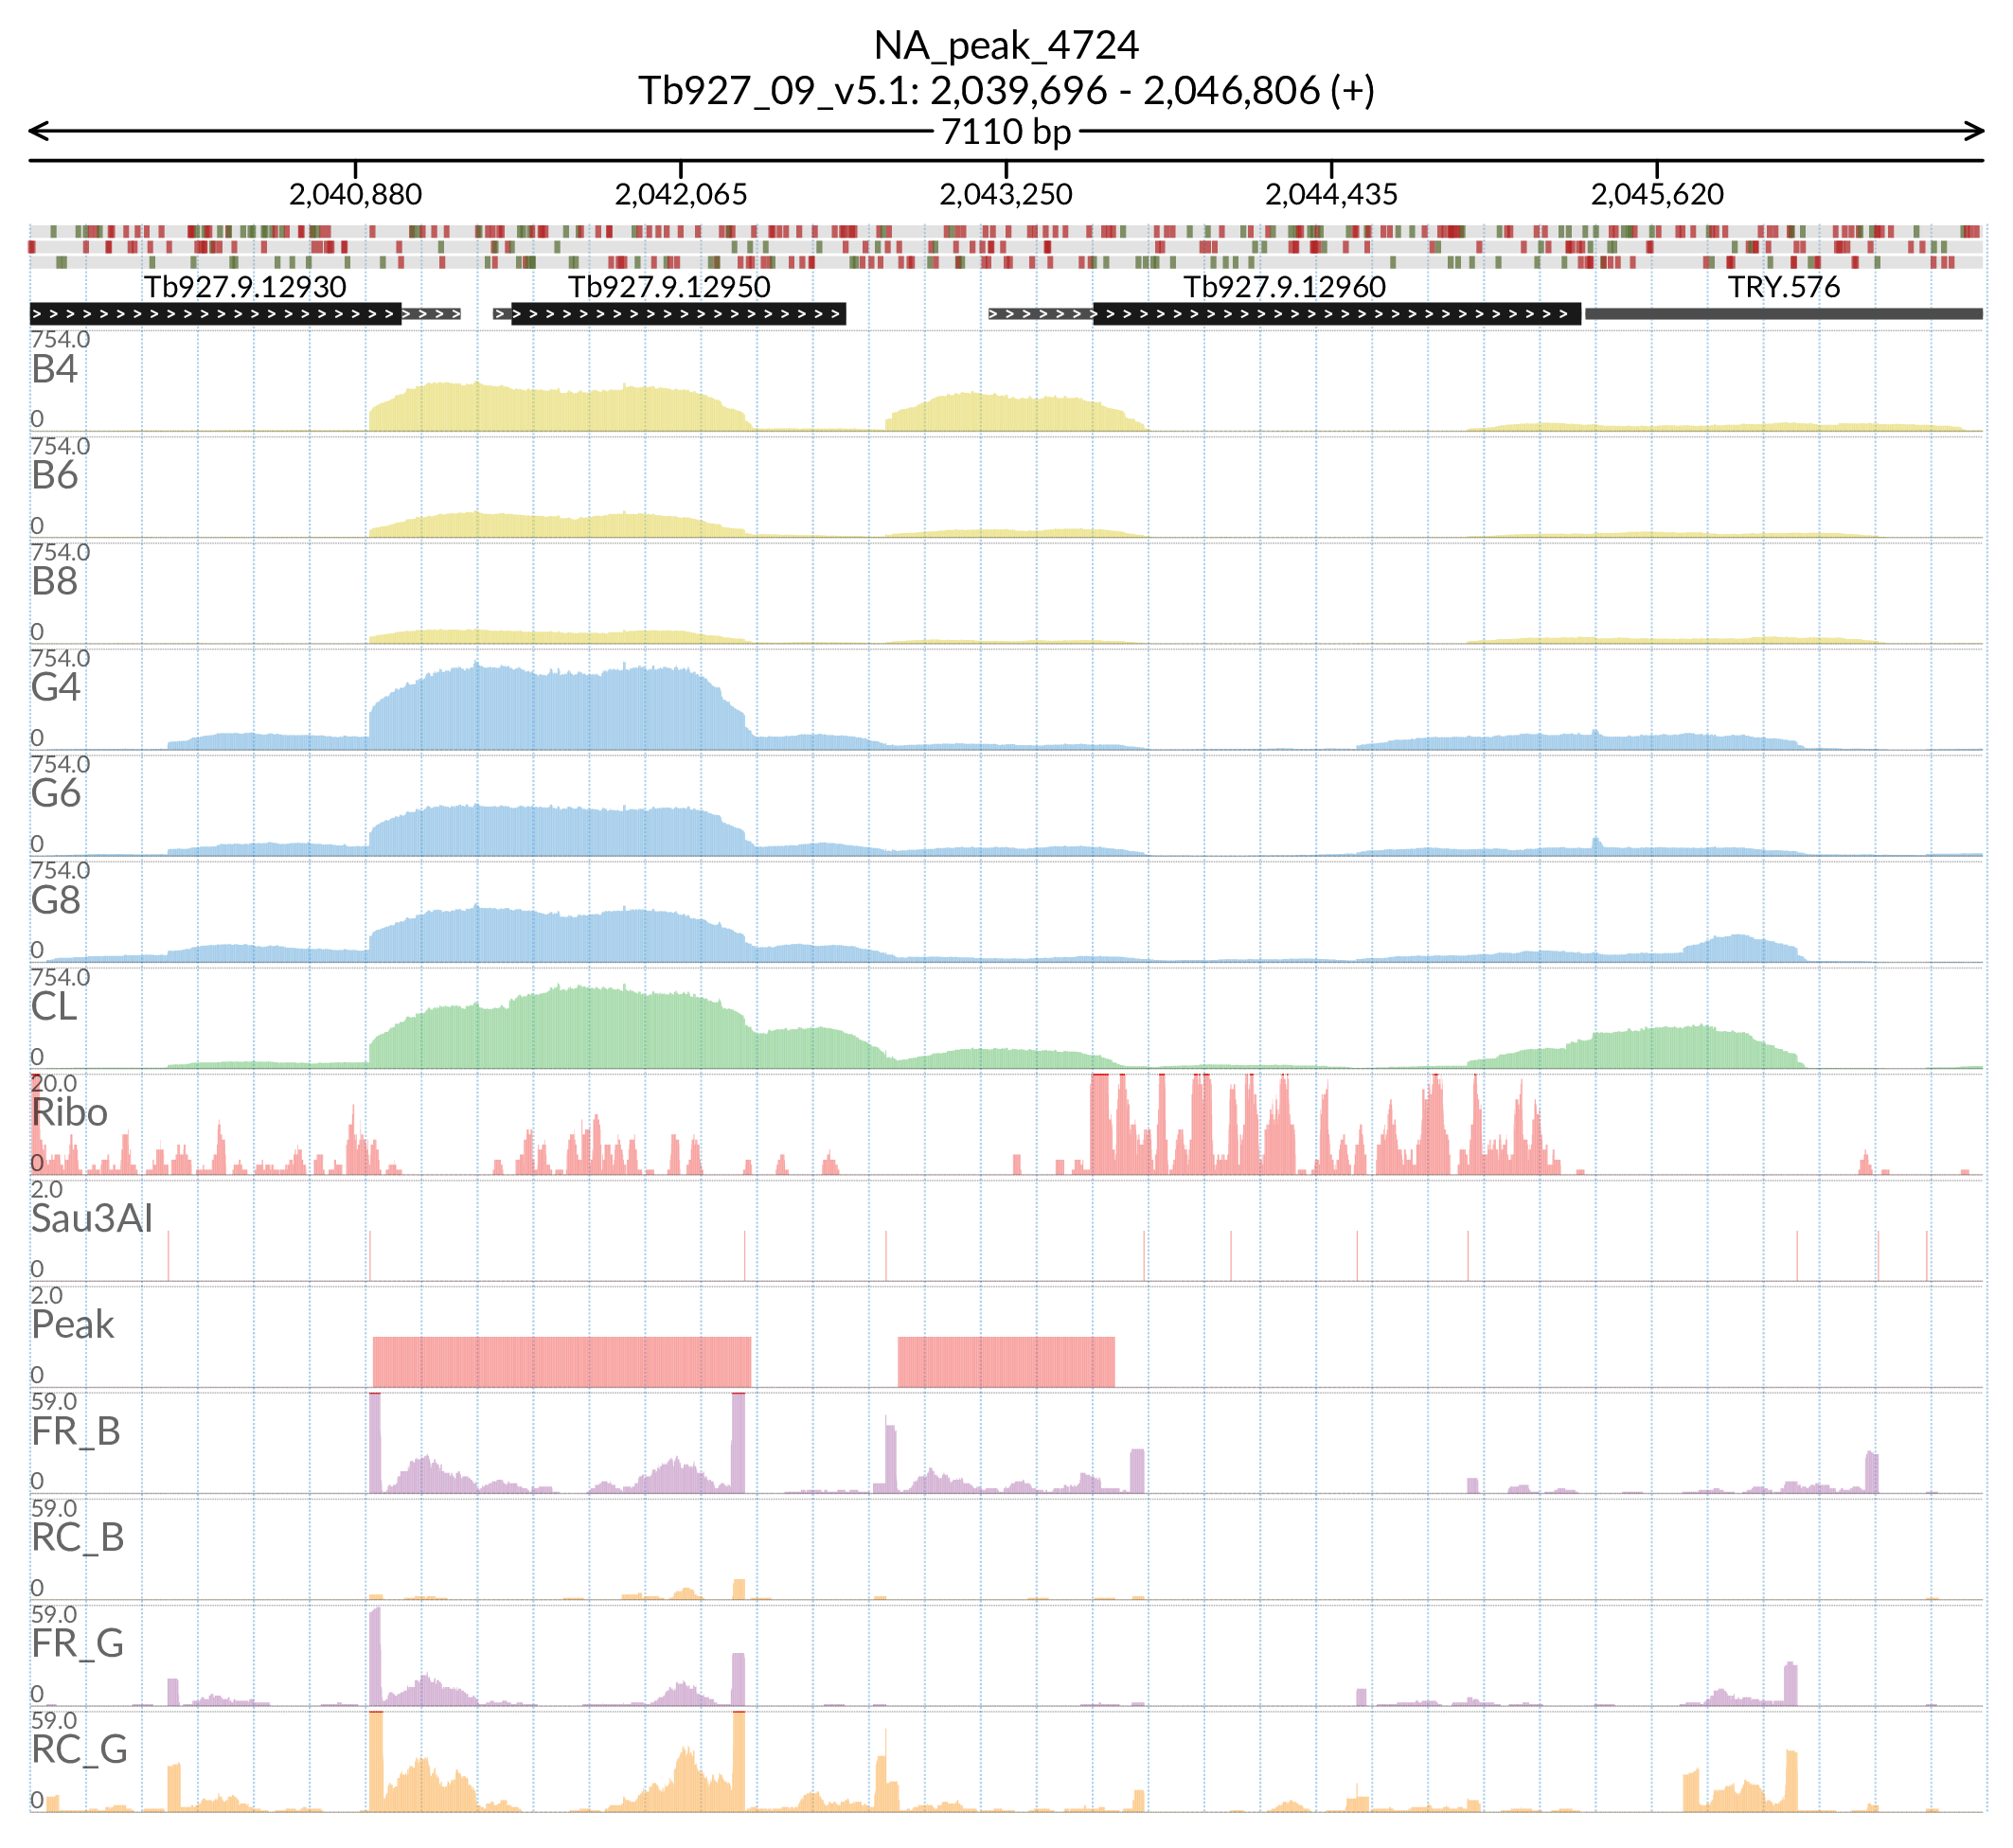 NA_peak_4724
Tb927_09_v5.1: 2,039,696 - 2,046,806 (+)
7110 bp
2,040,880 2,042,065 2,043,250 2,044,435 2,045,620
Tb927.9.12930 Tb927.9.12950 Tb927.9.12960 TRY.576
754.0
B4
0
754.0
B6
0
754.0
B8
0
754.0
G4
0
754.0
G6
0
754.0
G8
0
754.0
CL
0
20.0
Ribo
0
2.0
Sau3AI
0
2.0
Peak
0
59.0
FR_B
0
59.0
RC_B
0
59.0
FR_G
0
59.0
RC_G
0